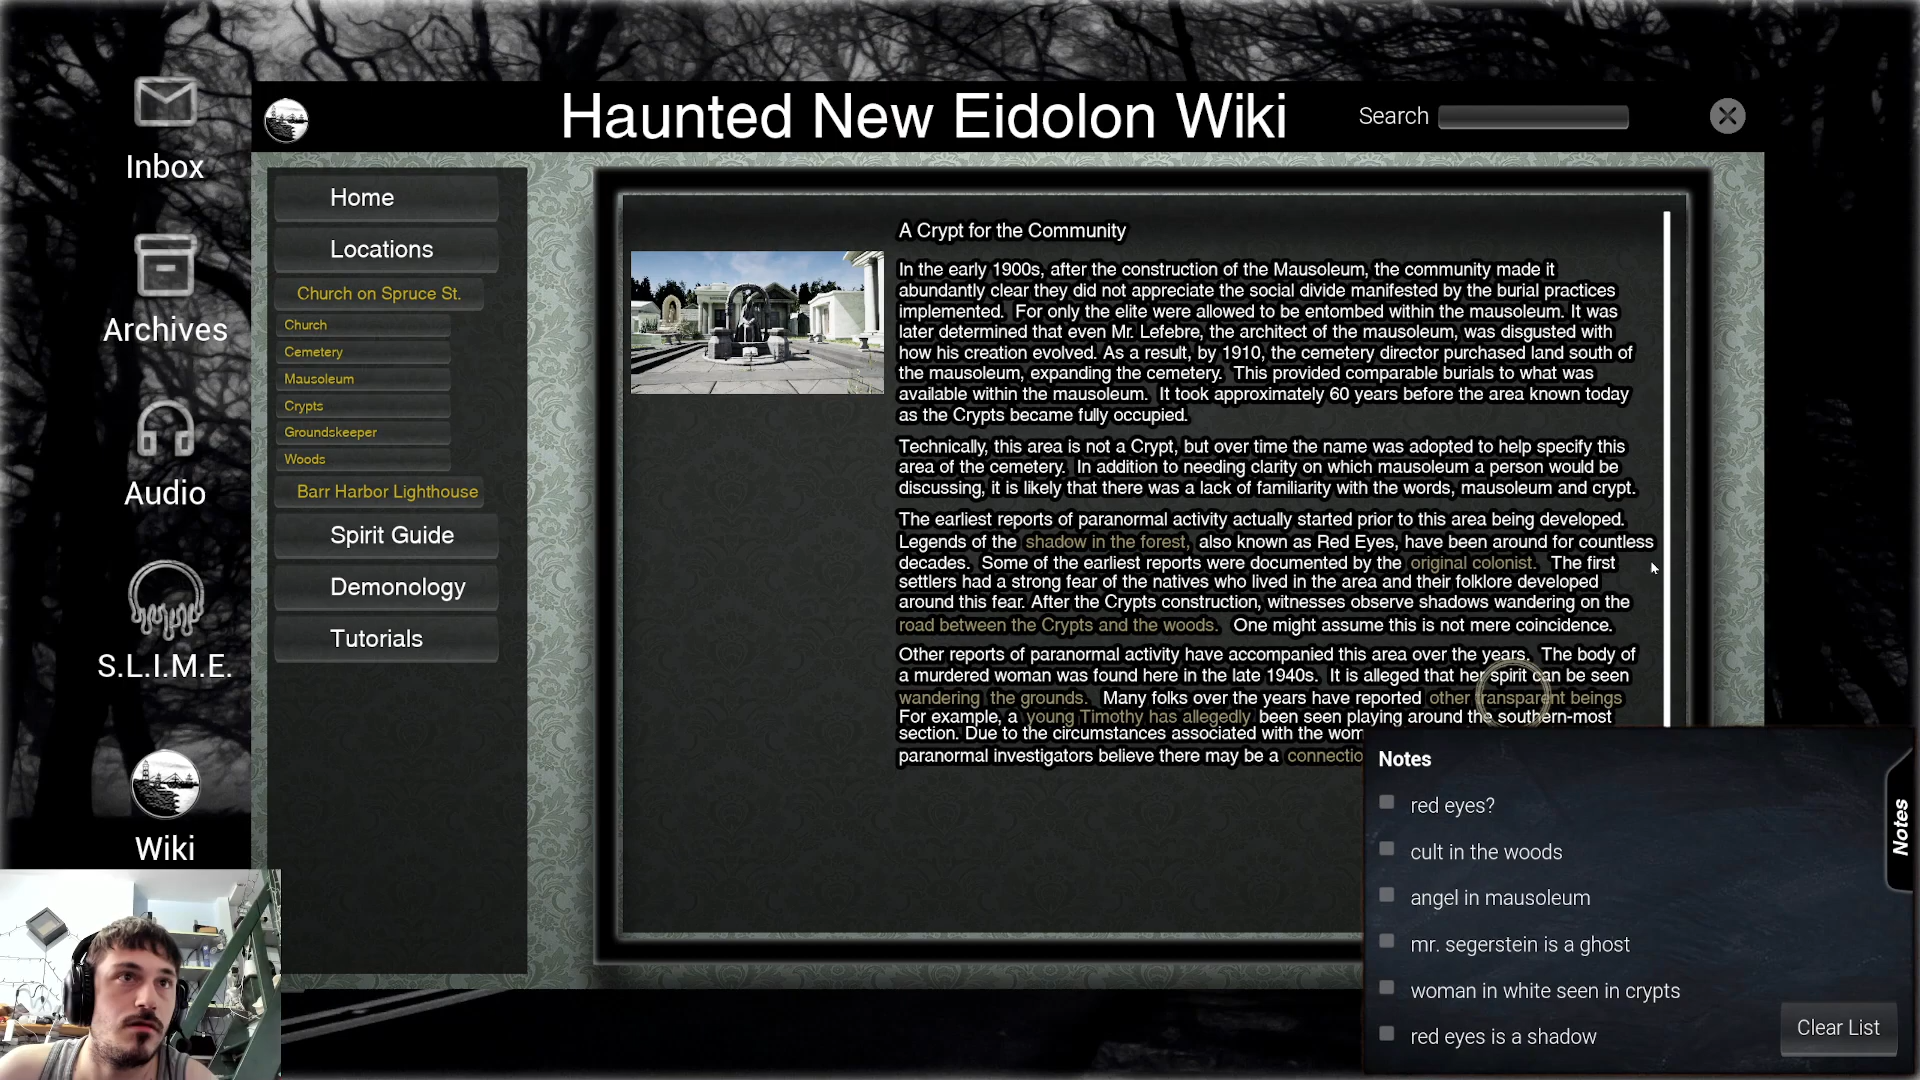 Haunted New Eidolon Wiki
Search
Inbox
Archives
Audio
S.L.I.M.E.
Wiki
Home
Locations
Church on Spruce St.
Church
Cemetery
Mausoleum
Crypts
Groundskeeper
Woods
Barr Harbor Lighthouse
Spirit Guide
Demonology
Tutorials
A Crypt for the Community
In the early 1900s, after the construction of the Mausoleum, the community made it
abundantly clear they did not appreciate the social divide manifested by the burial practices
implemented. For only the elite were allowed to be entombed within the mausoleum. It was
later determined that even Mr. Lefebre, the architect of the mausoleum, was disgusted with
how his creation evolved. As a result, by 1910, the cemetery director purchased land south of
the mausoleum, expanding the cemetery. This provided comparable burials to what was
available within the mausoleum. It took approximately 60 years before the area known today
as the Crypts became fully occupied.
Technically, this area is not a Crypt, but over time the name was adopted to help specify this
area of the cemetery. In addition to needing clarity on which mausoleum a person would be
discussing, it is likely that there was a lack of familiarity with the words, mausoleum and crypt.
The earliest reports of paranormal activity actually started prior to this area being developed.
Legends of the shadow in the forest, also known as Red Eyes, have been around for countless
decades. Some of the earliest reports were documented by the original colonist. The first
settlers had a strong fear of the natives who lived in the area and their folklore developed
around this fear. After the Crypts construction, witnesses observe shadows wandering on the
road between the Crypts and the woods. One might assume this is not mere coincidence.
Other reports of paranormal activity have accompanied this area over the years. The body of
a murdered woman was found here in the late 1940s. It is alleged that her spirit can be seen
wandering the grounds. Many folks over the years have reported other transparent beings
For example, a young Timothy has allegedly been seen playing around the southern-most
section. Due to the circumstances associated with the wom
paranormal investigators believe there may be a connectio
Notes
red eyes?
cult in the woods
angel in mausoleum
mr. segerstein is a ghost
woman in white seen in crypts
red eyes is a shadow
Clear List
Notes